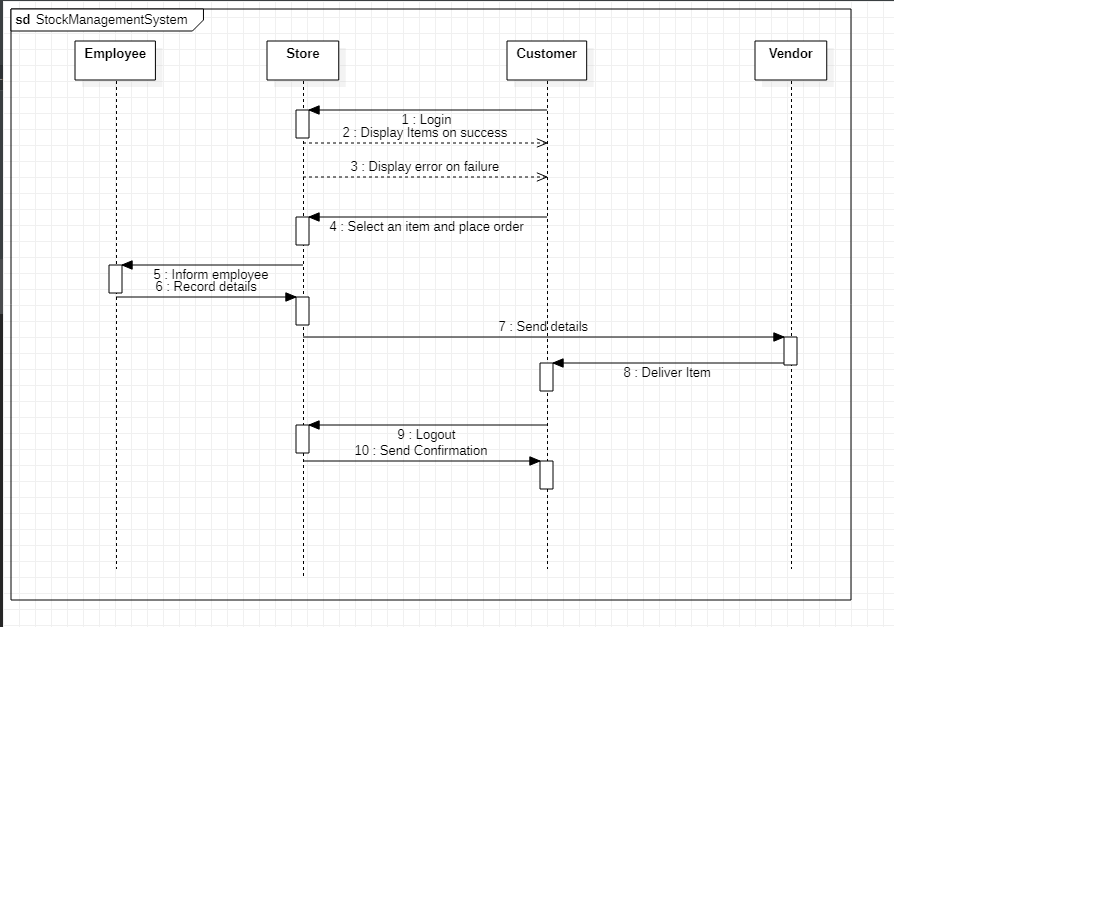 sd StockManagementSystem
Employee
Store
Customer
Vendor
1 : Login
2 : Display Items on success
3 : Display error on failure
4 : Select an item and place order
5 : Inform employee
6 : Record details
7 : Send details
8 : Deliver Item
9 : Logout
10 : Send Confirmation